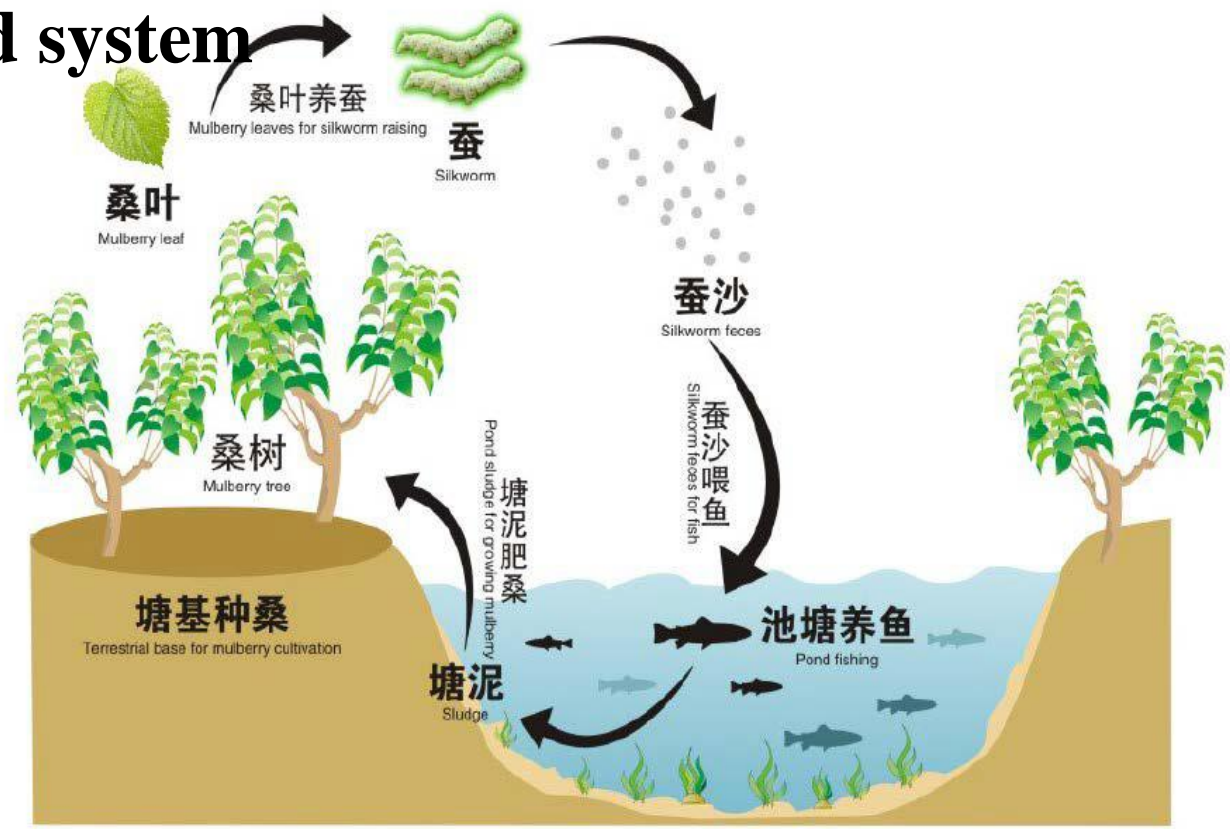 d system
桑叶养蚕
Mulberry leaves for silkworm raising
蚕
Silkworm
桑叶
Mulberry leaf
蚕沙
Silkworm feces
蚕沙喂鱼
Silkworm feces for fish
桑树
Mulberry tree
塘泥肥桑
Pond sludge for growing mulberry
塘基种桑
Terrestrial base for mulberry cultivation
池塘养鱼
Pond fishing
塘泥
Sludge